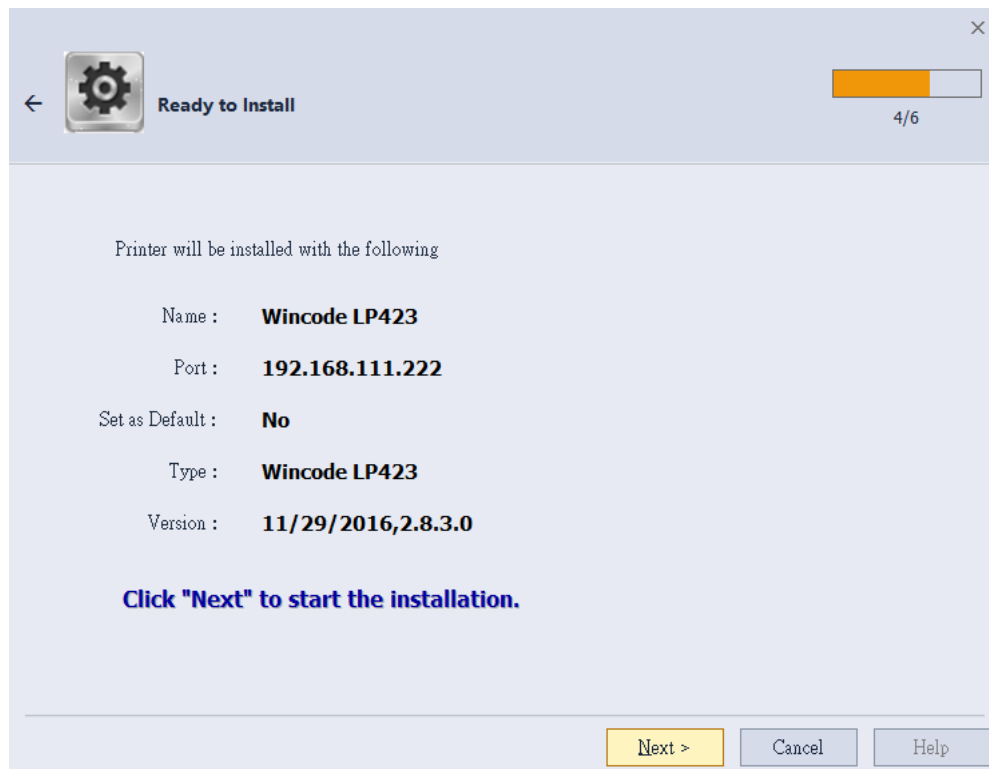 Ready to Install
4/6
Printer will be installed with the following
Name : Wincode LP423
Port : 192.168.111.222
Set as Default : No
Type : Wincode LP423
Version : 11/29/2016,2.8.3.0
Click "Next" to start the installation.
Next > Cancel Help